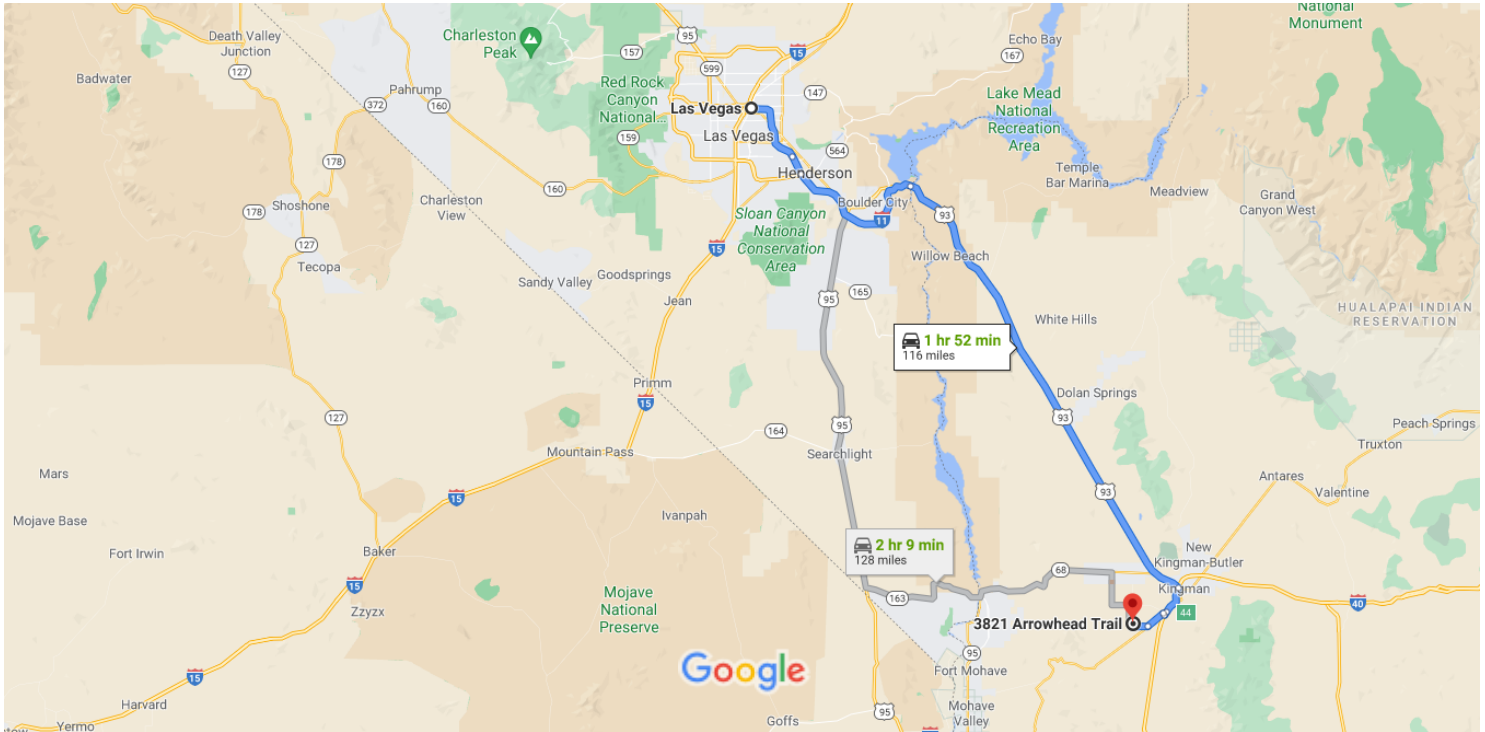 National
Monument
Death Valley
Junction
Charleston
Peak
95
157
15
Echo Bay
167
127
Badwater
599
Pahrump
372
160
Red Rock
Canyon
National...
Las Vegas
147
Lake Mead
National
Recreation
Area
159
Las Vegas
564
178
Henderson
Temple
Bar Marina
Meadview
160
Charleston
View
Shoshone
178
Boulder City
Grand
Canyon West
Sloan Canyon
National
Conservation
Area
11
93
127
15
Willow Beach
Tecopa
Sandy Valley
Goodsprings
Jean
95
165
HUALAPAI INDIAN
RESERVATION
White Hills
1 hr 52 min
116 miles
Primm
15
Dolan Springs
127
93
95
164
Peach Springs
Truxton
Mountain Pass
Searchlight
Mars
Antares
15
93
Valentine
Mojave Base
Ivanpah
Fort Irwin
Baker
2 hr 9 min
128 miles
New
Kingman-Butler
15
68
Kingman
163
40
Zzyzx
Mojave
National
Preserve
44
3821 Arrowhead Trail
95
Google
Fort Mohave
15
Harvard
95
Mohave
Valley
Goffs
Yermo